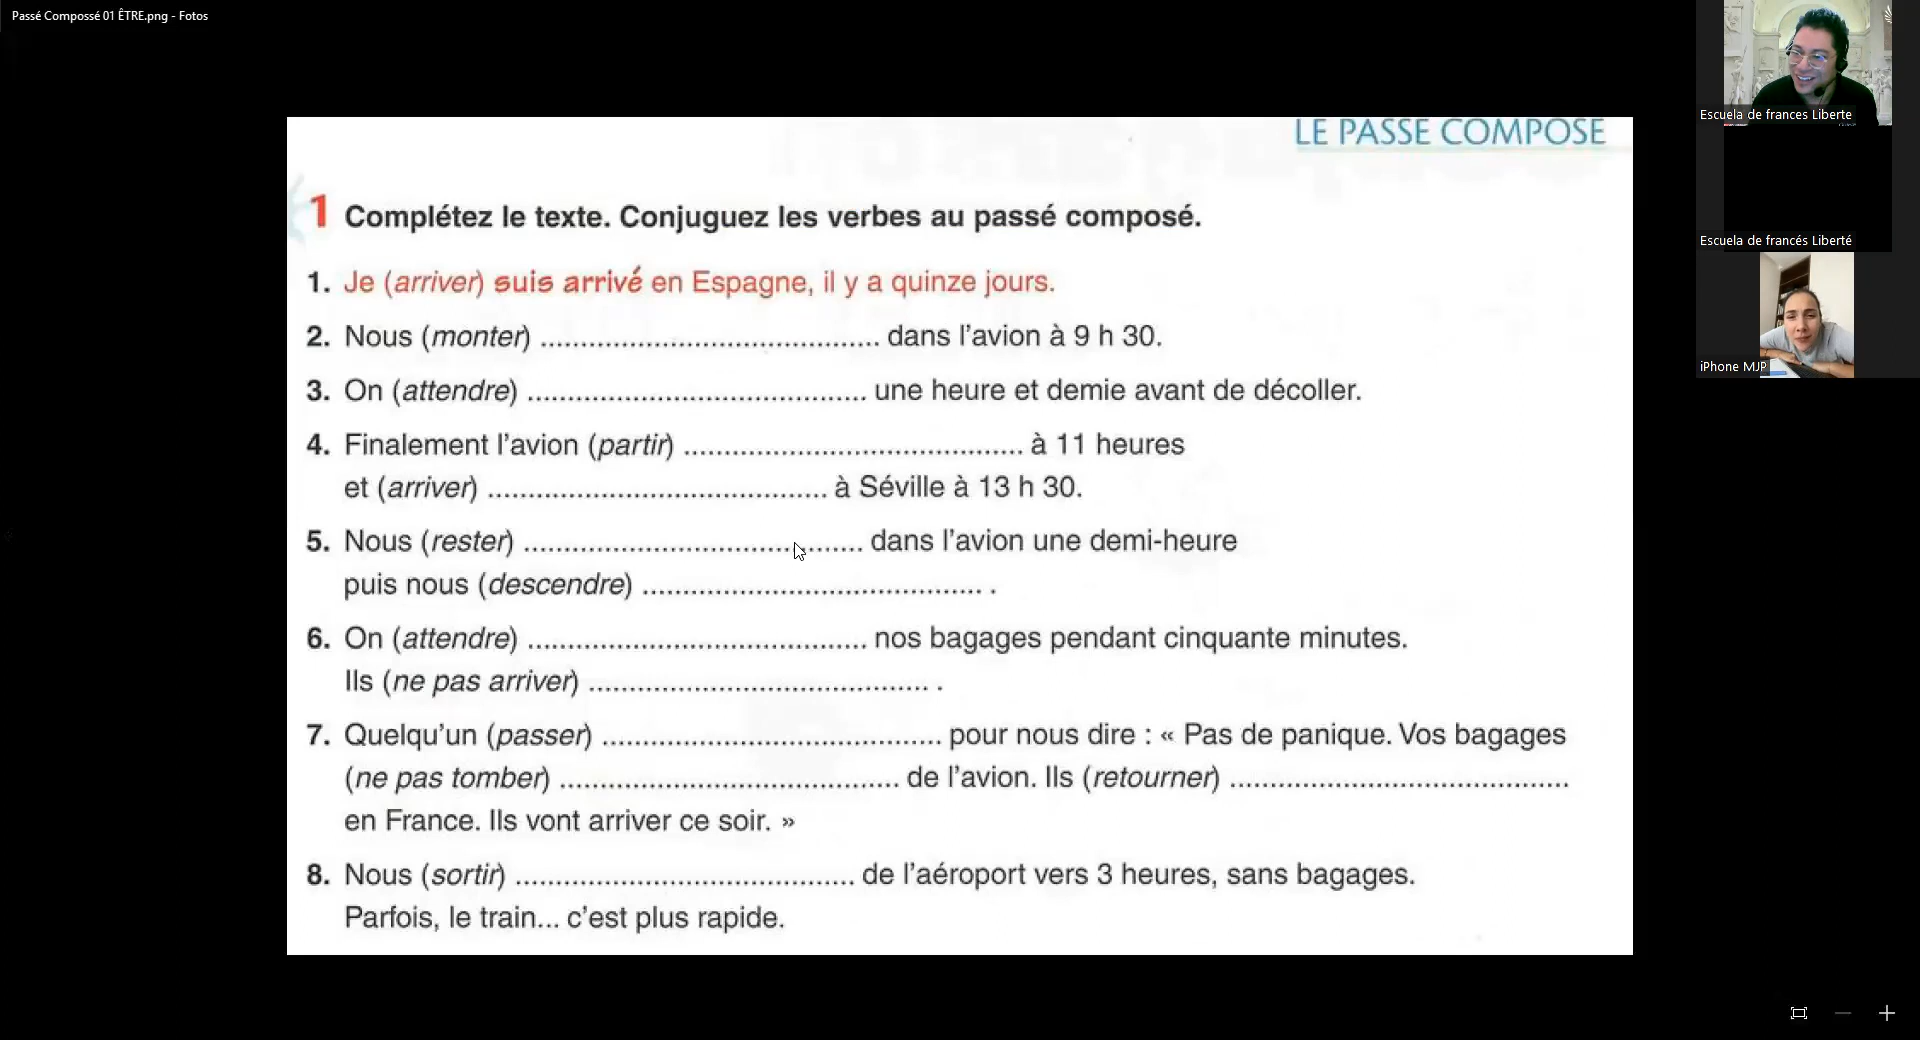 Passé Compossé 01 ÊTRE.png - Fotos
LE PASSE COMPOSE
1 Complétez le texte. Conjuguez les verbes au passé composé.
1. Je (arriver) suis arrivé en Espagne, il y a quinze jours.
2. Nous (monter) .......................................... dans l'avion à 9 h 30.
3. On (attendre) .......................................... une heure et demie avant de décoller.
4. Finalement l'avion (partir) .......................................... à 11 heures
et (arriver) .......................................... à Séville à 13 h 30.
5. Nous (rester) .......................................... dans l'avion une demi-heure
puis nous (descendre) .......................................... .
6. On (attendre) .......................................... nos bagages pendant cinquante minutes.
Ils (ne pas arriver) .......................................... .
7. Quelqu'un (passer) .......................................... pour nous dire : « Pas de panique. Vos bagages
(ne pas tomber) .......................................... de l'avion. Ils (retourner) ..........................................
en France. Ils vont arriver ce soir. »
8. Nous (sortir) .......................................... de l'aéroport vers 3 heures, sans bagages.
Parfois, le train... c'est plus rapide.
Escuela de frances Liberte
Escuela de francés Liberté
iPhone MJP